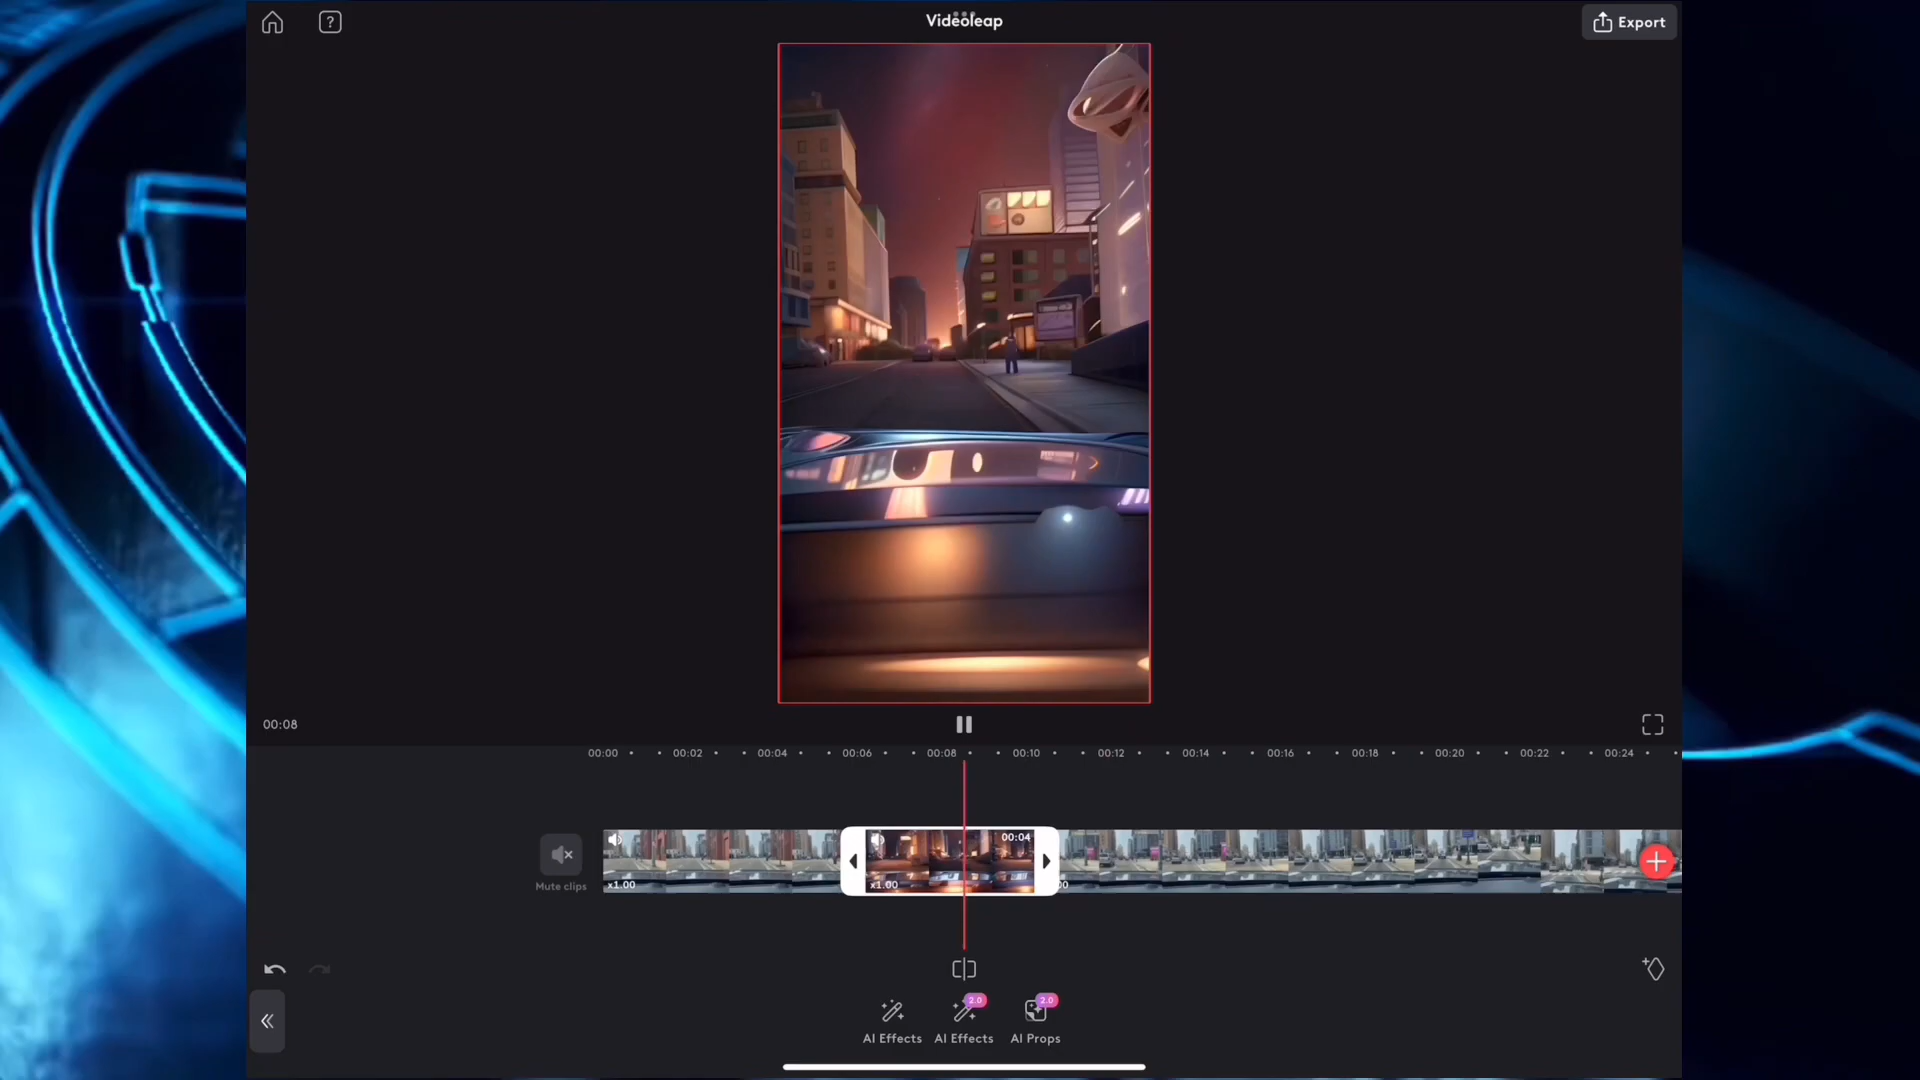 Videoleap
Export
00:08
00:00 00:02 00:04 00:06 00:08 00:10 00:12 00:14 00:16 00:18 00:20 00:22 00:24
Mute clips
x1.00
00:04
x1.00
00
2.0
2.0
AI Effects
AI Effects
AI Props